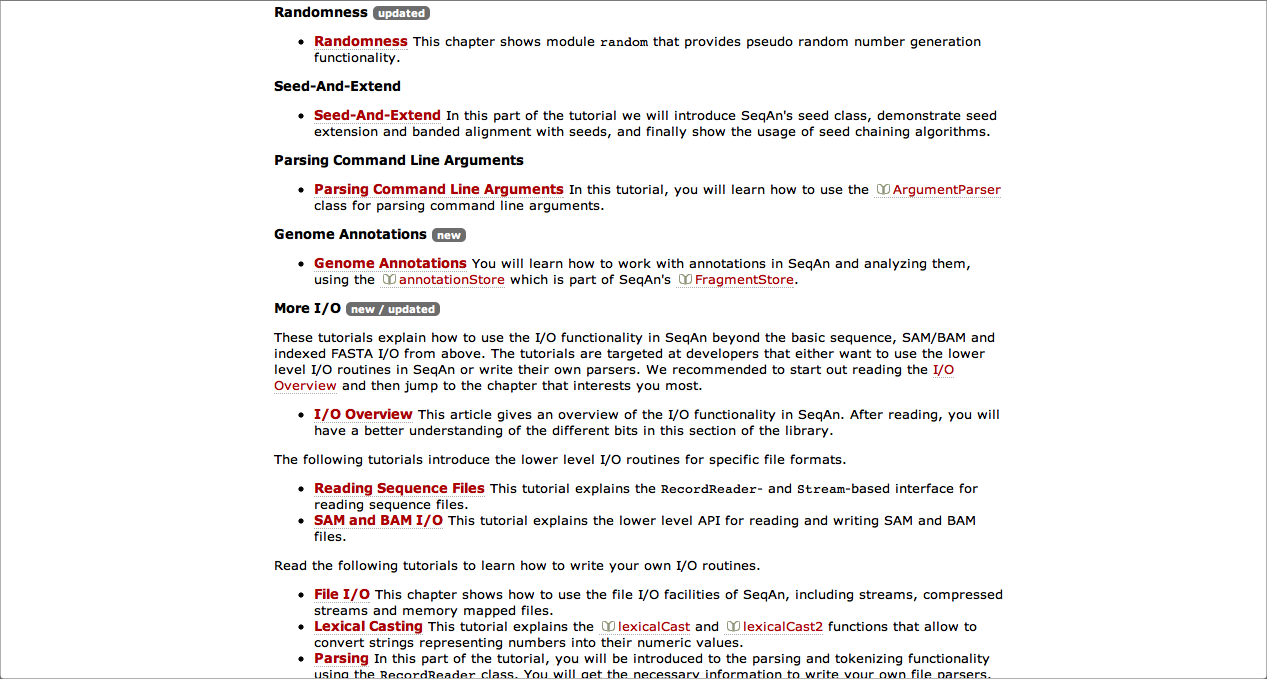 Randomness updated
Randomness This chapter shows module random that provides pseudo random number generation
functionality.
Seed-And-Extend
Seed-And-Extend In this part of the tutorial we will introduce SeqAn's seed class, demonstrate seed
extension and banded alignment with seeds, and finally show the usage of seed chaining algorithms.
Parsing Command Line Arguments
Parsing Command Line Arguments In this tutorial, you will learn how to use the ArgumentParser
class for parsing command line arguments.
Genome Annotations new
Genome Annotations You will learn how to work with annotations in SeqAn and analyzing them,
using the annotationStore which is part of SeqAn's FragmentStore.
More I/O new / updated
These tutorials explain how to use the I/O functionality in SeqAn beyond the basic sequence, SAM/BAM and
indexed FASTA I/O from above. The tutorials are targeted at developers that either want to use the lower
level I/O routines in SeqAn or write their own parsers. We recommended to start out reading the I/O
Overview and then jump to the chapter that interests you most.
I/O Overview This article gives an overview of the I/O functionality in SeqAn. After reading, you will
have a better understanding of the different bits in this section of the library.
The following tutorials introduce the lower level I/O routines for specific file formats.
Reading Sequence Files This tutorial explains the RecordReader- and Stream-based interface for
reading sequence files.
SAM and BAM I/O This tutorial explains the lower level API for reading and writing SAM and BAM
files.
Read the following tutorials to learn how to write your own I/O routines.
File I/O This chapter shows how to use the file I/O facilities of SeqAn, including streams, compressed
streams and memory mapped files.
Lexical Casting This tutorial explains the lexicalCast and lexicalCast2 functions that allow to
convert strings representing numbers into their numeric values.
Parsing In this part of the tutorial, you will be introduced to the parsing and tokenizing functionality
using the RecordReader class. You will get the necessary information to write your own file parsers.